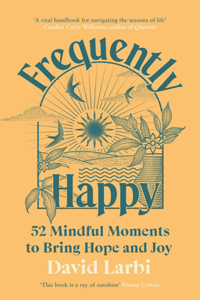 'A vital handbook for navigating the seasons of life'
Candice Carty-Williams, author of Queenie
Frequently
Happy
52 Mindful Moments
to Bring Hope and Joy
David Larbi
'This book is a ray of sunshine' Fearne Cotton